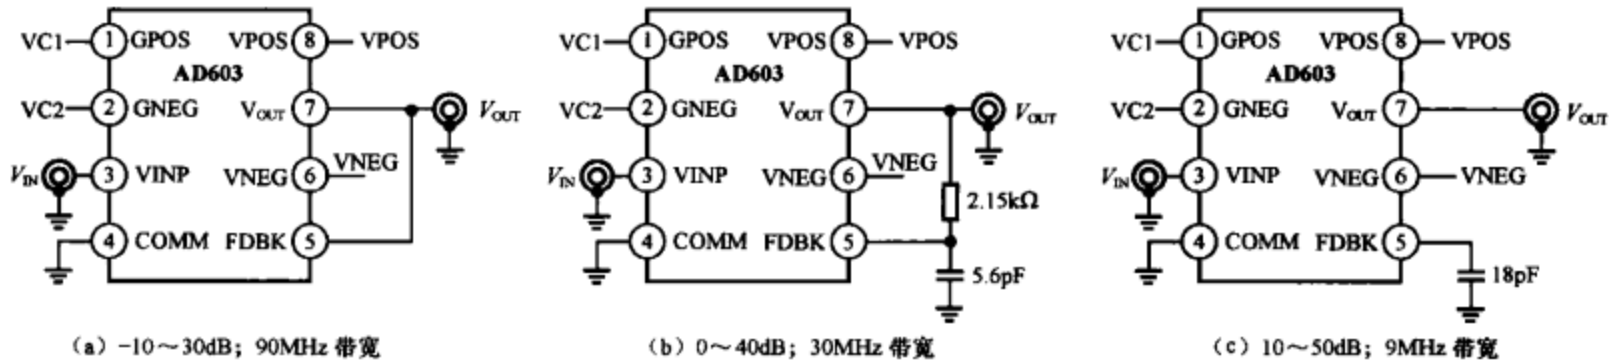 VC1 1 GPOS VPOS 8 VPOS
AD603
VC2 2 GNEG VOUT 7 VOUT
VIN 3 VINP VNEG 6 VNEG
4 COMM FDBK 5
(a) -10~30dB; 90MHz 带宽
VC1 1 GPOS VPOS 8 VPOS
AD603
VC2 2 GNEG VOUT 7 VOUT
VIN 3 VINP VNEG 6 VNEG
2.15kΩ
4 COMM FDBK 5
5.6pF
(b) 0~40dB; 30MHz 带宽
VC1 1 GPOS VPOS 8 VPOS
AD603
VC2 2 GNEG VOUT 7 VOUT
VIN 3 VINP VNEG 6 VNEG
4 COMM FDBK 5
18pF
(c) 10~50dB; 9MHz 带宽